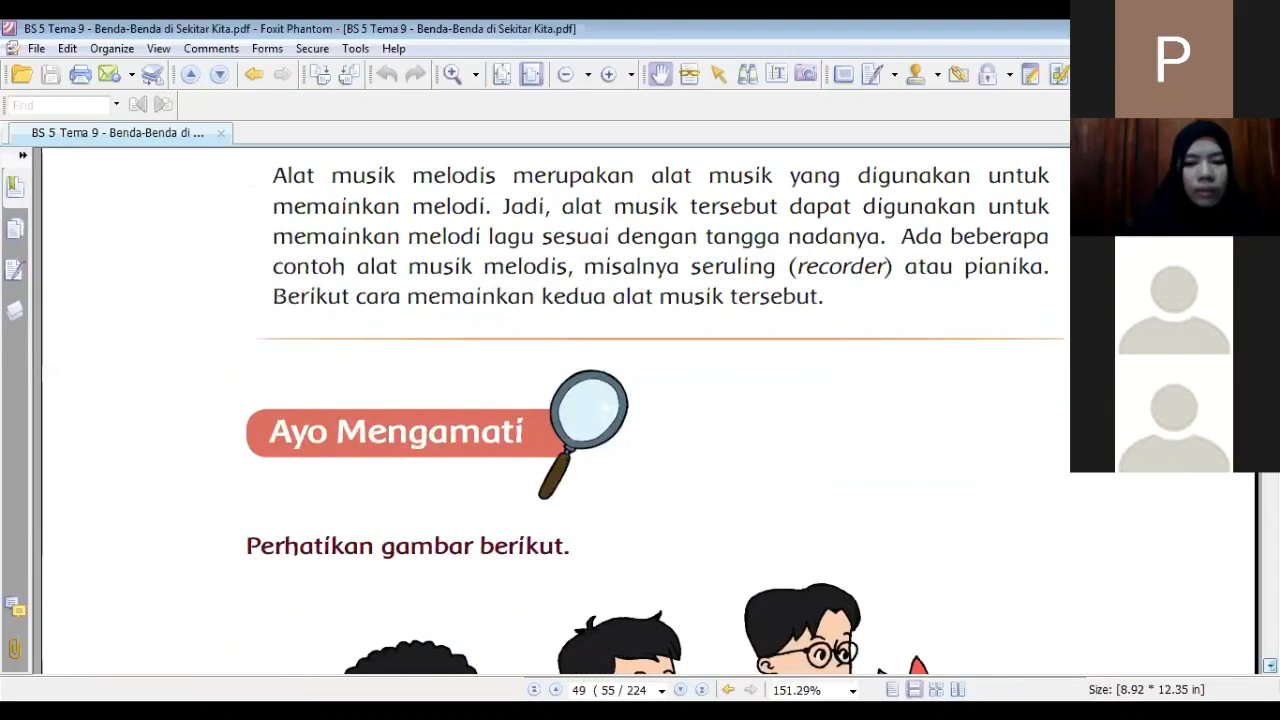 BS 5 Tema 9 - Benda-Benda di Sekitar Kita.pdf - Foxit Phantom - [BS 5 Tema 9 - Benda-Benda di Sekitar Kita.pdf]
File Edit Organize View Comments Forms Secure Tools Help
Find
BS 5 Tema 9 - Benda-Benda di ...
P
Alat musik melodis merupakan alat musik yang digunakan untuk
memainkan melodi. Jadi, alat musik tersebut dapat digunakan untuk
memainkan melodi lagu sesuai dengan tangga nadanya. Ada beberapa
contoh alat musik melodis, misalnya seruling (recorder) atau pianika.
Berikut cara memainkan kedua alat musik tersebut.
Ayo Mengamati
Perhatikan gambar berikut.
49 ( 55 / 224
151.29%
Size: [8.92 * 12.35 in]